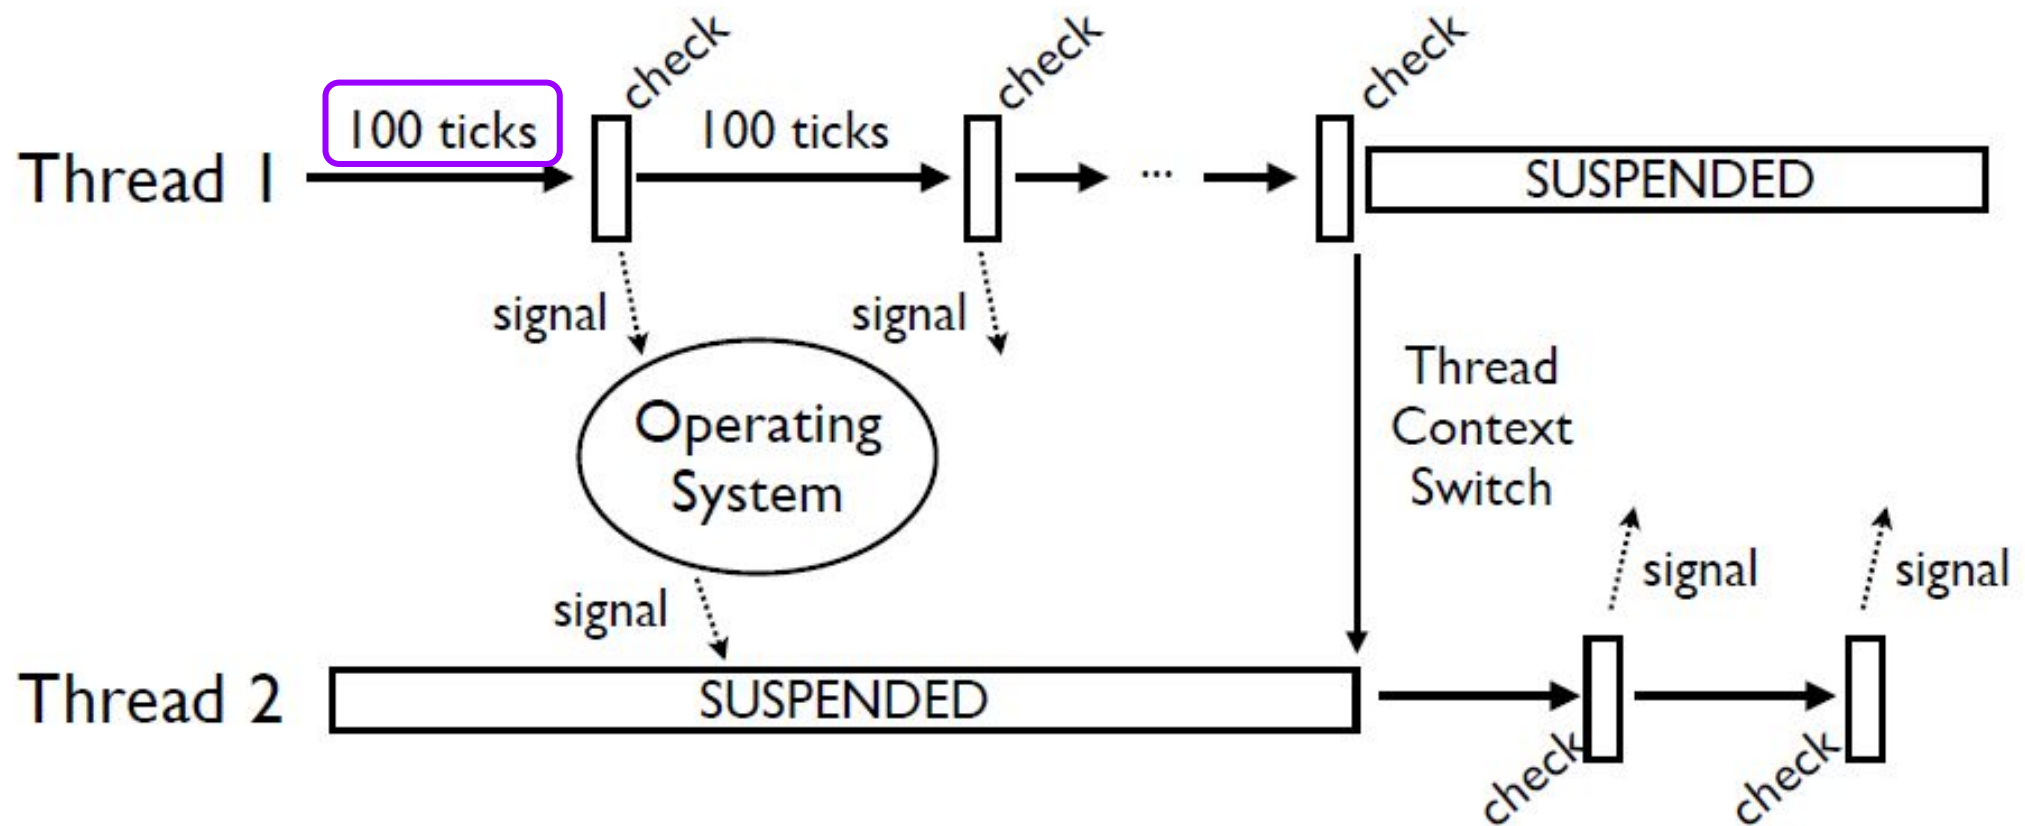 check
check
check
100 ticks
100 ticks
Thread 1
...
SUSPENDED
signal
signal
Operating
System
Thread
Context
Switch
signal
signal
signal
Thread 2
SUSPENDED
check
check